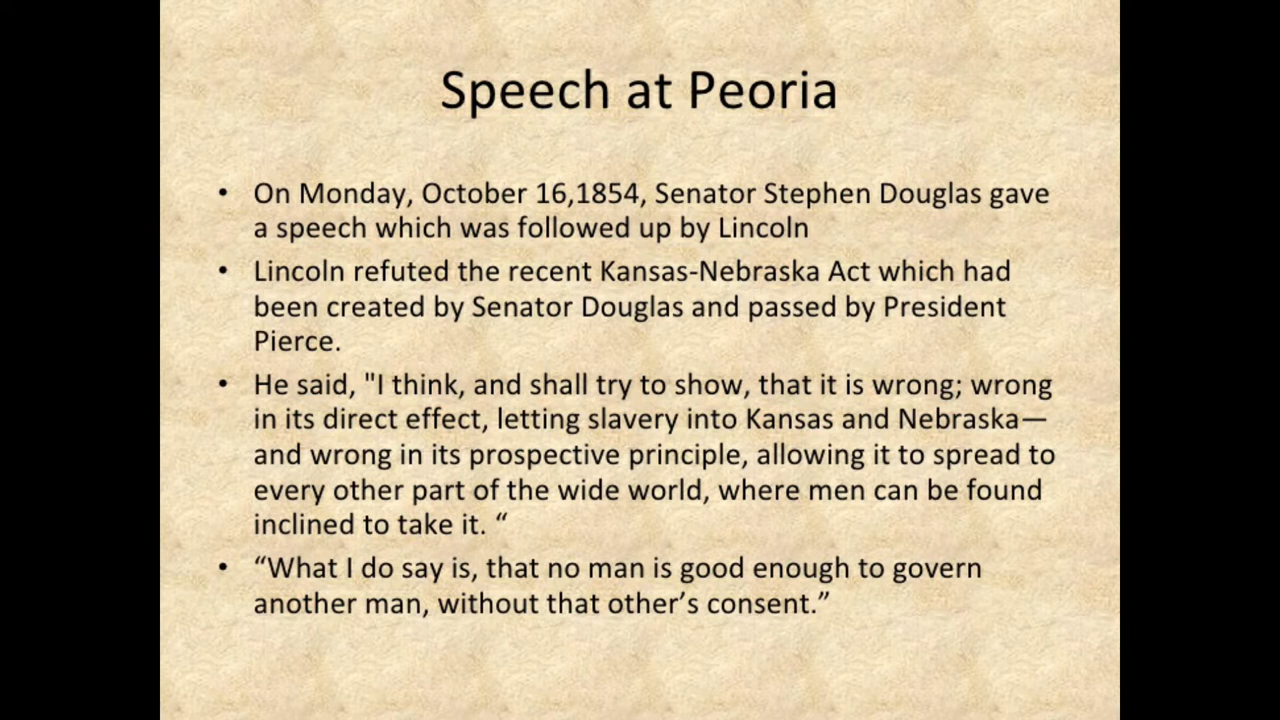 Speech at Peoria
• On Monday, October 16,1854, Senator Stephen Douglas gave
a speech which was followed up by Lincoln
• Lincoln refuted the recent Kansas-Nebraska Act which had
been created by Senator Douglas and passed by President
Pierce.
• He said, "I think, and shall try to show, that it is wrong; wrong
in its direct effect, letting slavery into Kansas and Nebraska—
and wrong in its prospective principle, allowing it to spread to
every other part of the wide world, where men can be found
inclined to take it. “
• “What I do say is, that no man is good enough to govern
another man, without that other’s consent.”